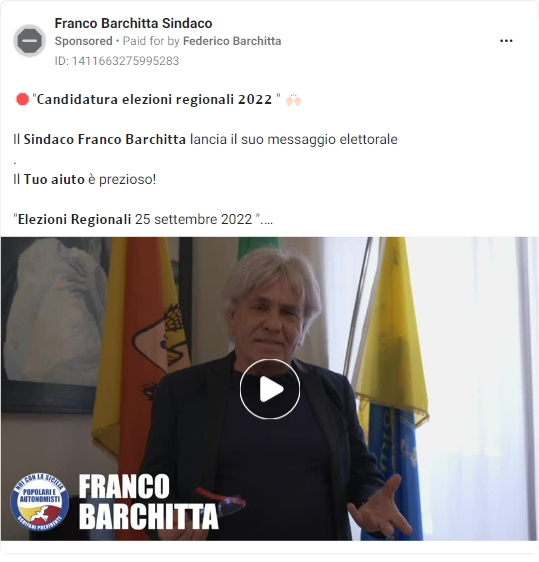 Franco Barchitta Sindaco
Sponsored • Paid for by Federico Barchitta
ID: 1411663275995283
"Candidatura elezioni regionali 2022 "
Il Sindaco Franco Barchitta lancia il suo messaggio elettorale
.
Il Tuo aiuto è prezioso!
"Elezioni Regionali 25 settembre 2022 "....
NOI CON LA SICILIA
POPOLARI E
AUTONOMISTI
SCHIFANI PRESIDENTE
FRANCO
BARCHITTA